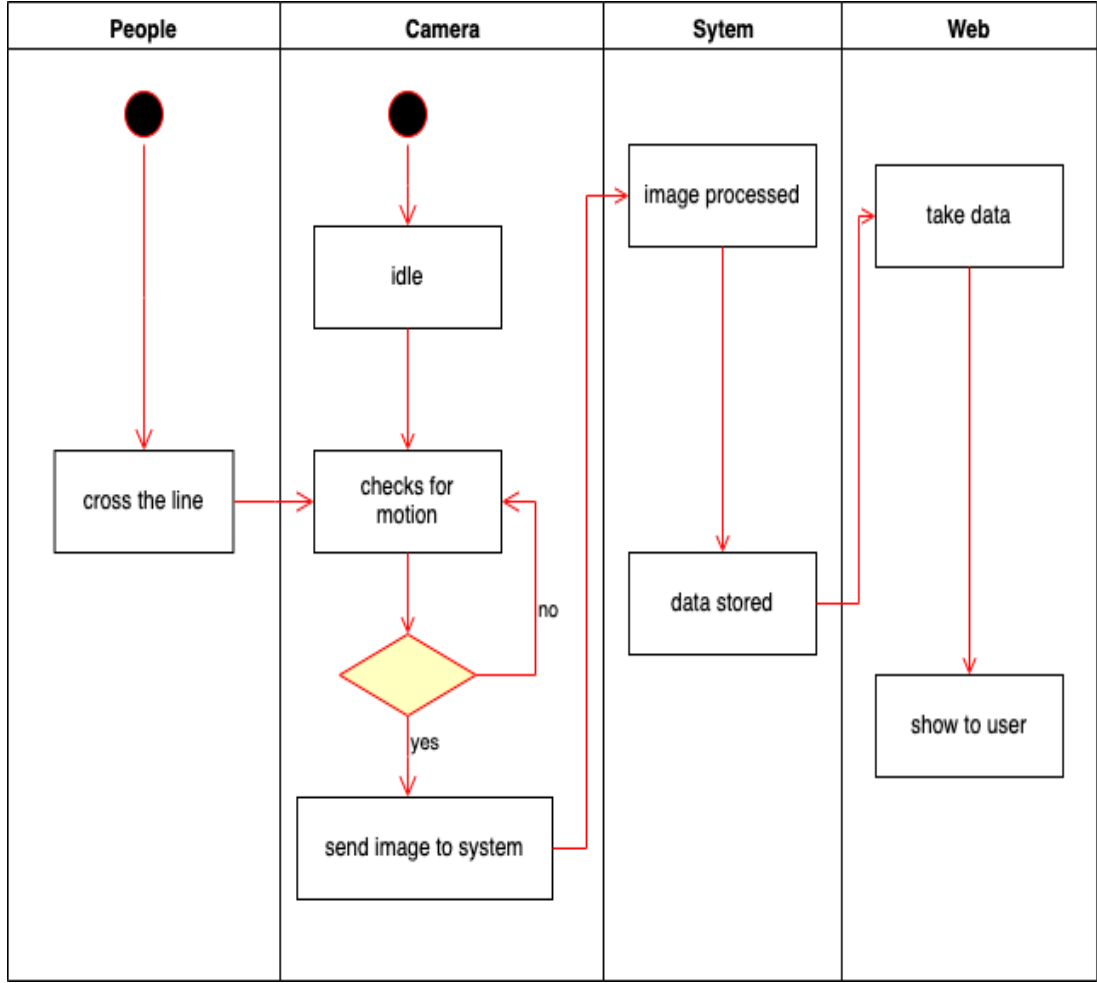 People
Camera
Sytem
Web
idle
cross the line
checks for
motion
no
yes
send image to system
image processed
data stored
take data
show to user